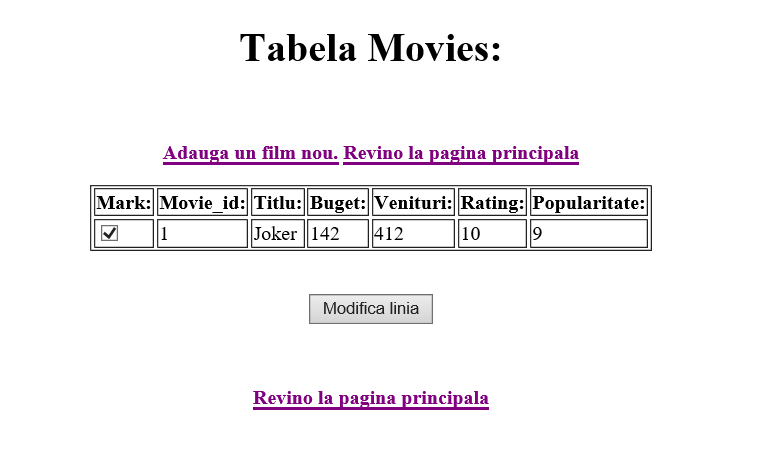 Tabela Movies:
Adauga un film nou. Revino la pagina principala
Mark: Movie_id: Titlu: Buget: Venituri: Rating: Popularitate:
1 Joker 142 412 10 9
Modifica linia
Revino la pagina principala